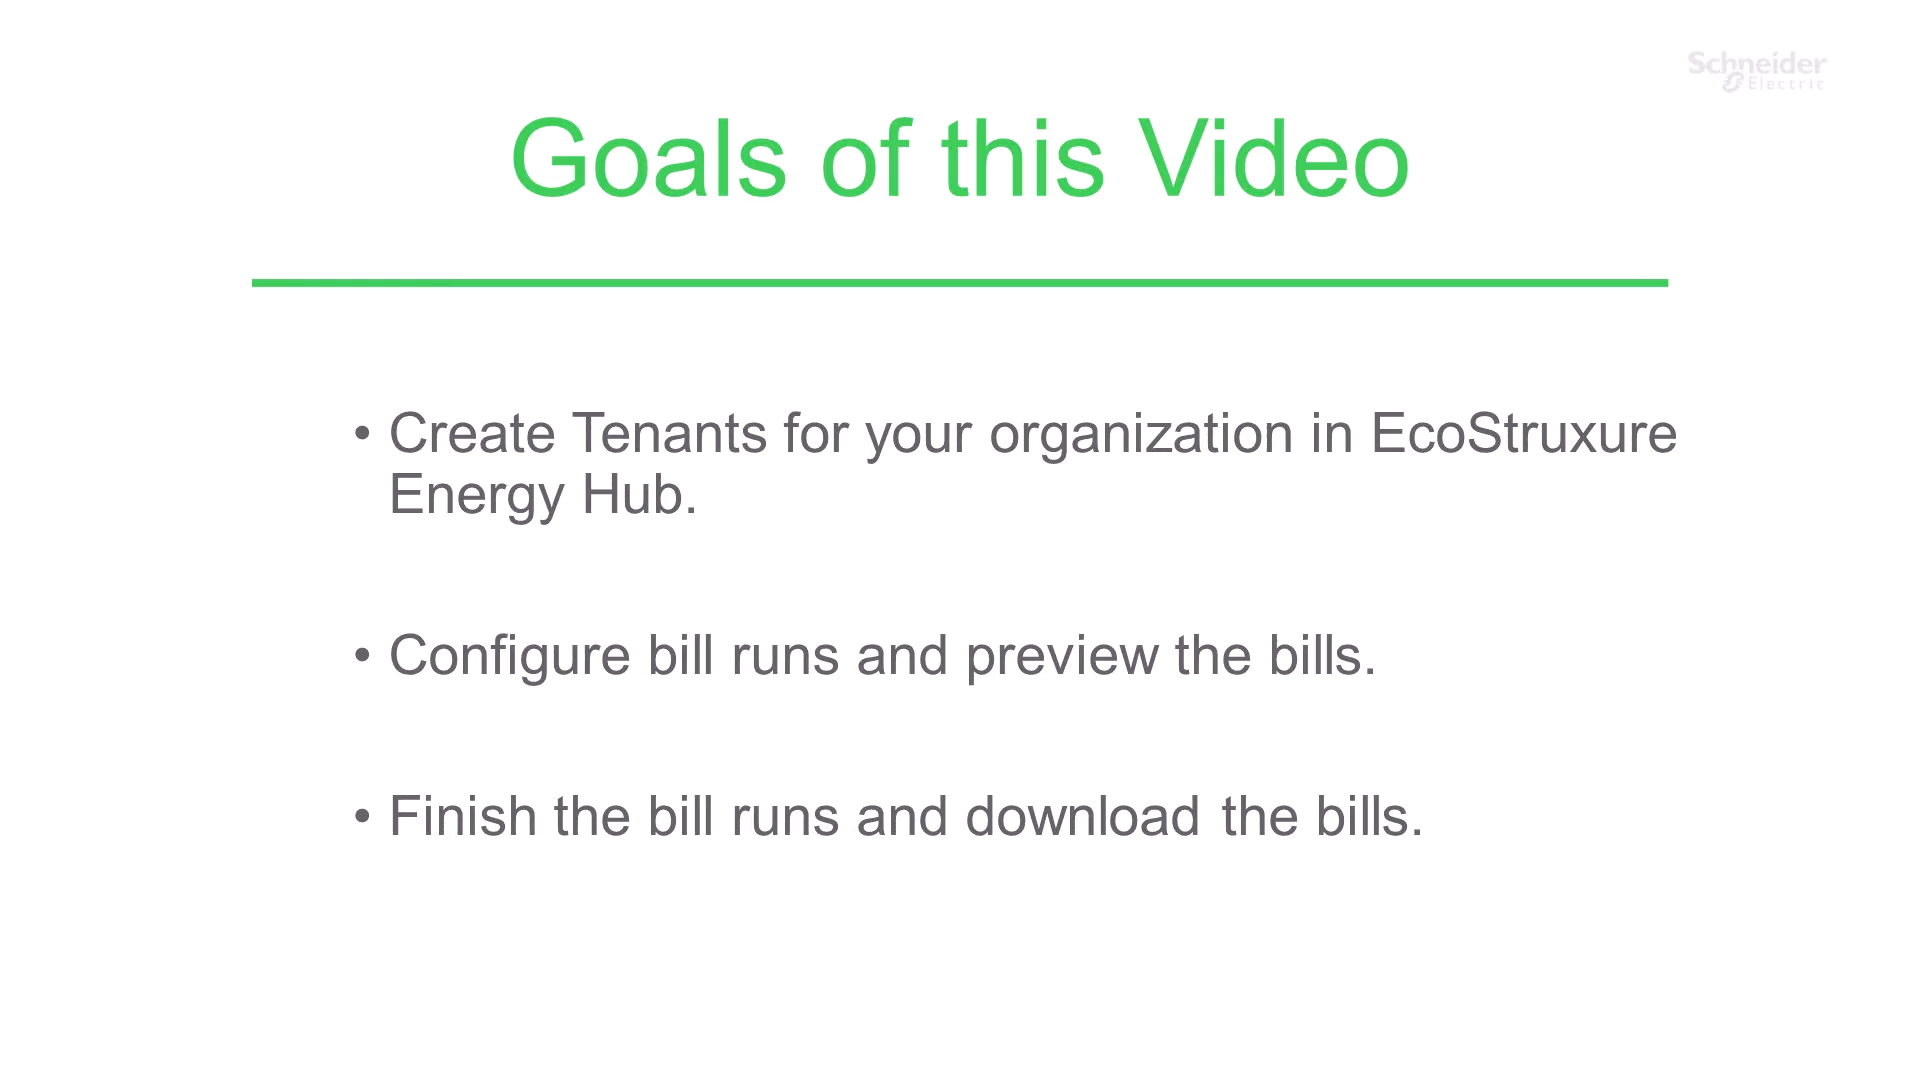 Schneider
Electric
Goals of this Video
• Create Tenants for your organization in EcoStruxure
Energy Hub.
• Configure bill runs and preview the bills.
• Finish the bill runs and download the bills.